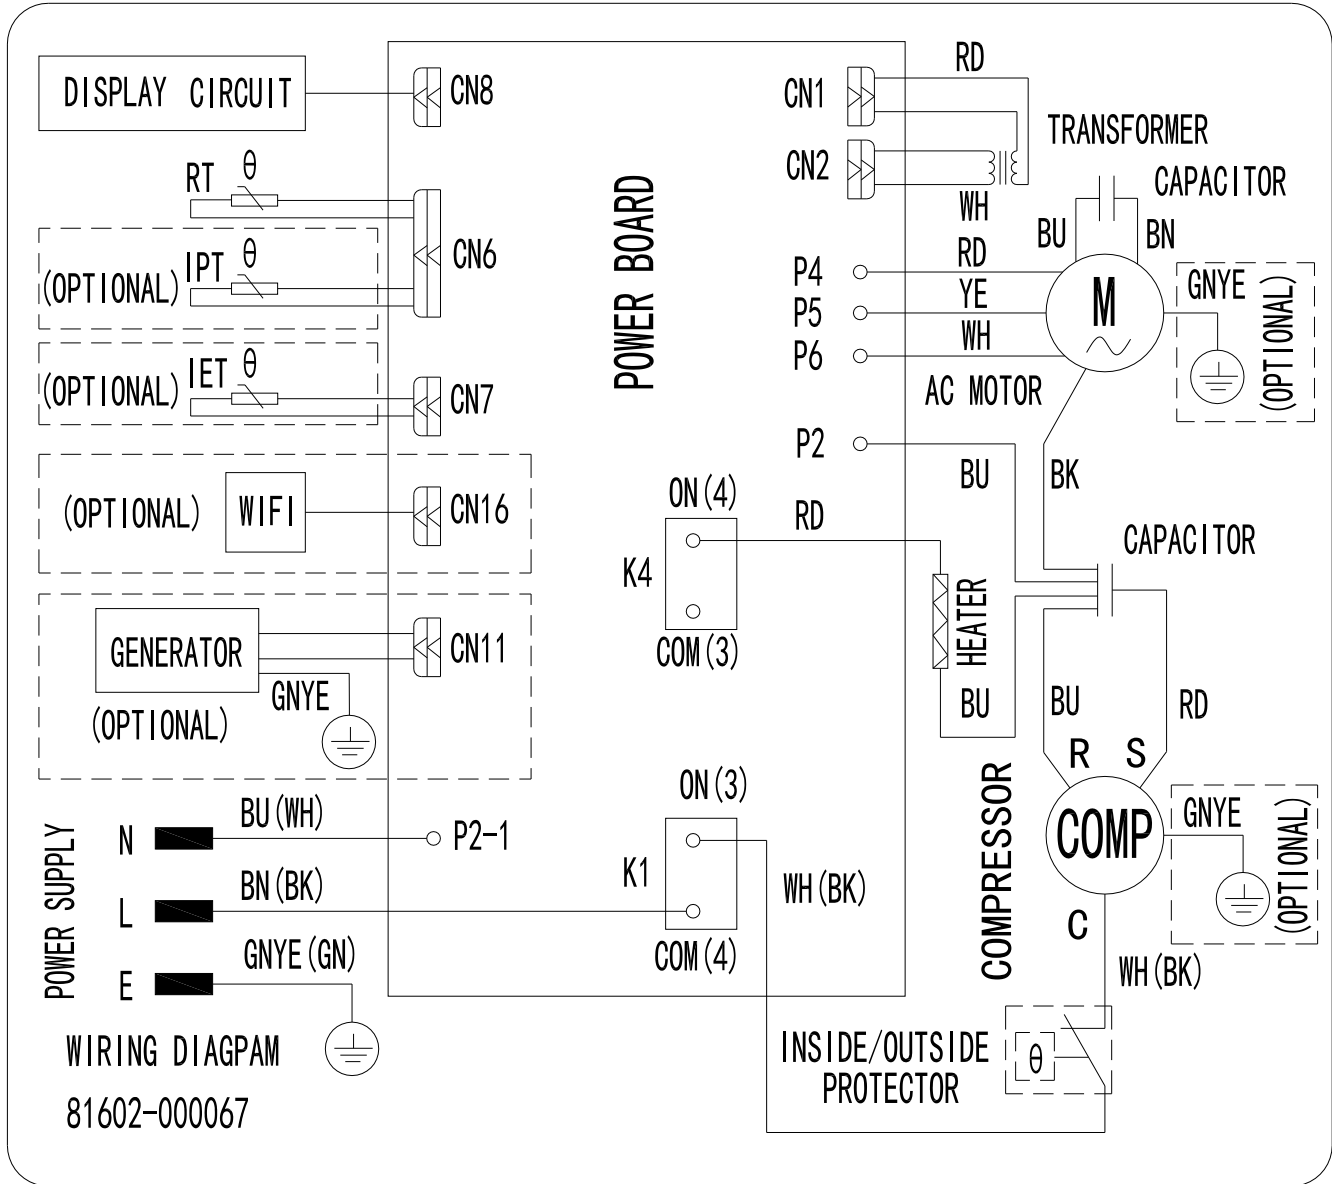 DISPLAY CIRCUIT
CN8
RT
θ
CN6
(OPTIONAL)
IPT
θ
(OPTIONAL)
IET
θ
CN7
(OPTIONAL)
WIFI
CN16
GENERATOR
CN11
GNYE
(OPTIONAL)
POWER SUPPLY
N
BU(WH)
P2-1
L
BN(BK)
E
GNYE(GN)
WIRING DIAGPAM
81602-000067
POWER BOARD
CN1
RD
CN2
WH
TRANSFORMER
CAPACITOR
BU
BN
P4
RD
P5
YE
P6
WH
M
AC MOTOR
GNYE
(OPTIONAL)
P2
BU
BK
ON(4)
RD
K4
COM(3)
HEATER
BU
CAPACITOR
BU
RD
R
S
COMP
C
COMPRESSOR
GNYE
(OPTIONAL)
ON(3)
K1
COM(4)
WH(BK)
WH(BK)
INSIDE/OUTSIDE
PROTECTOR
θ